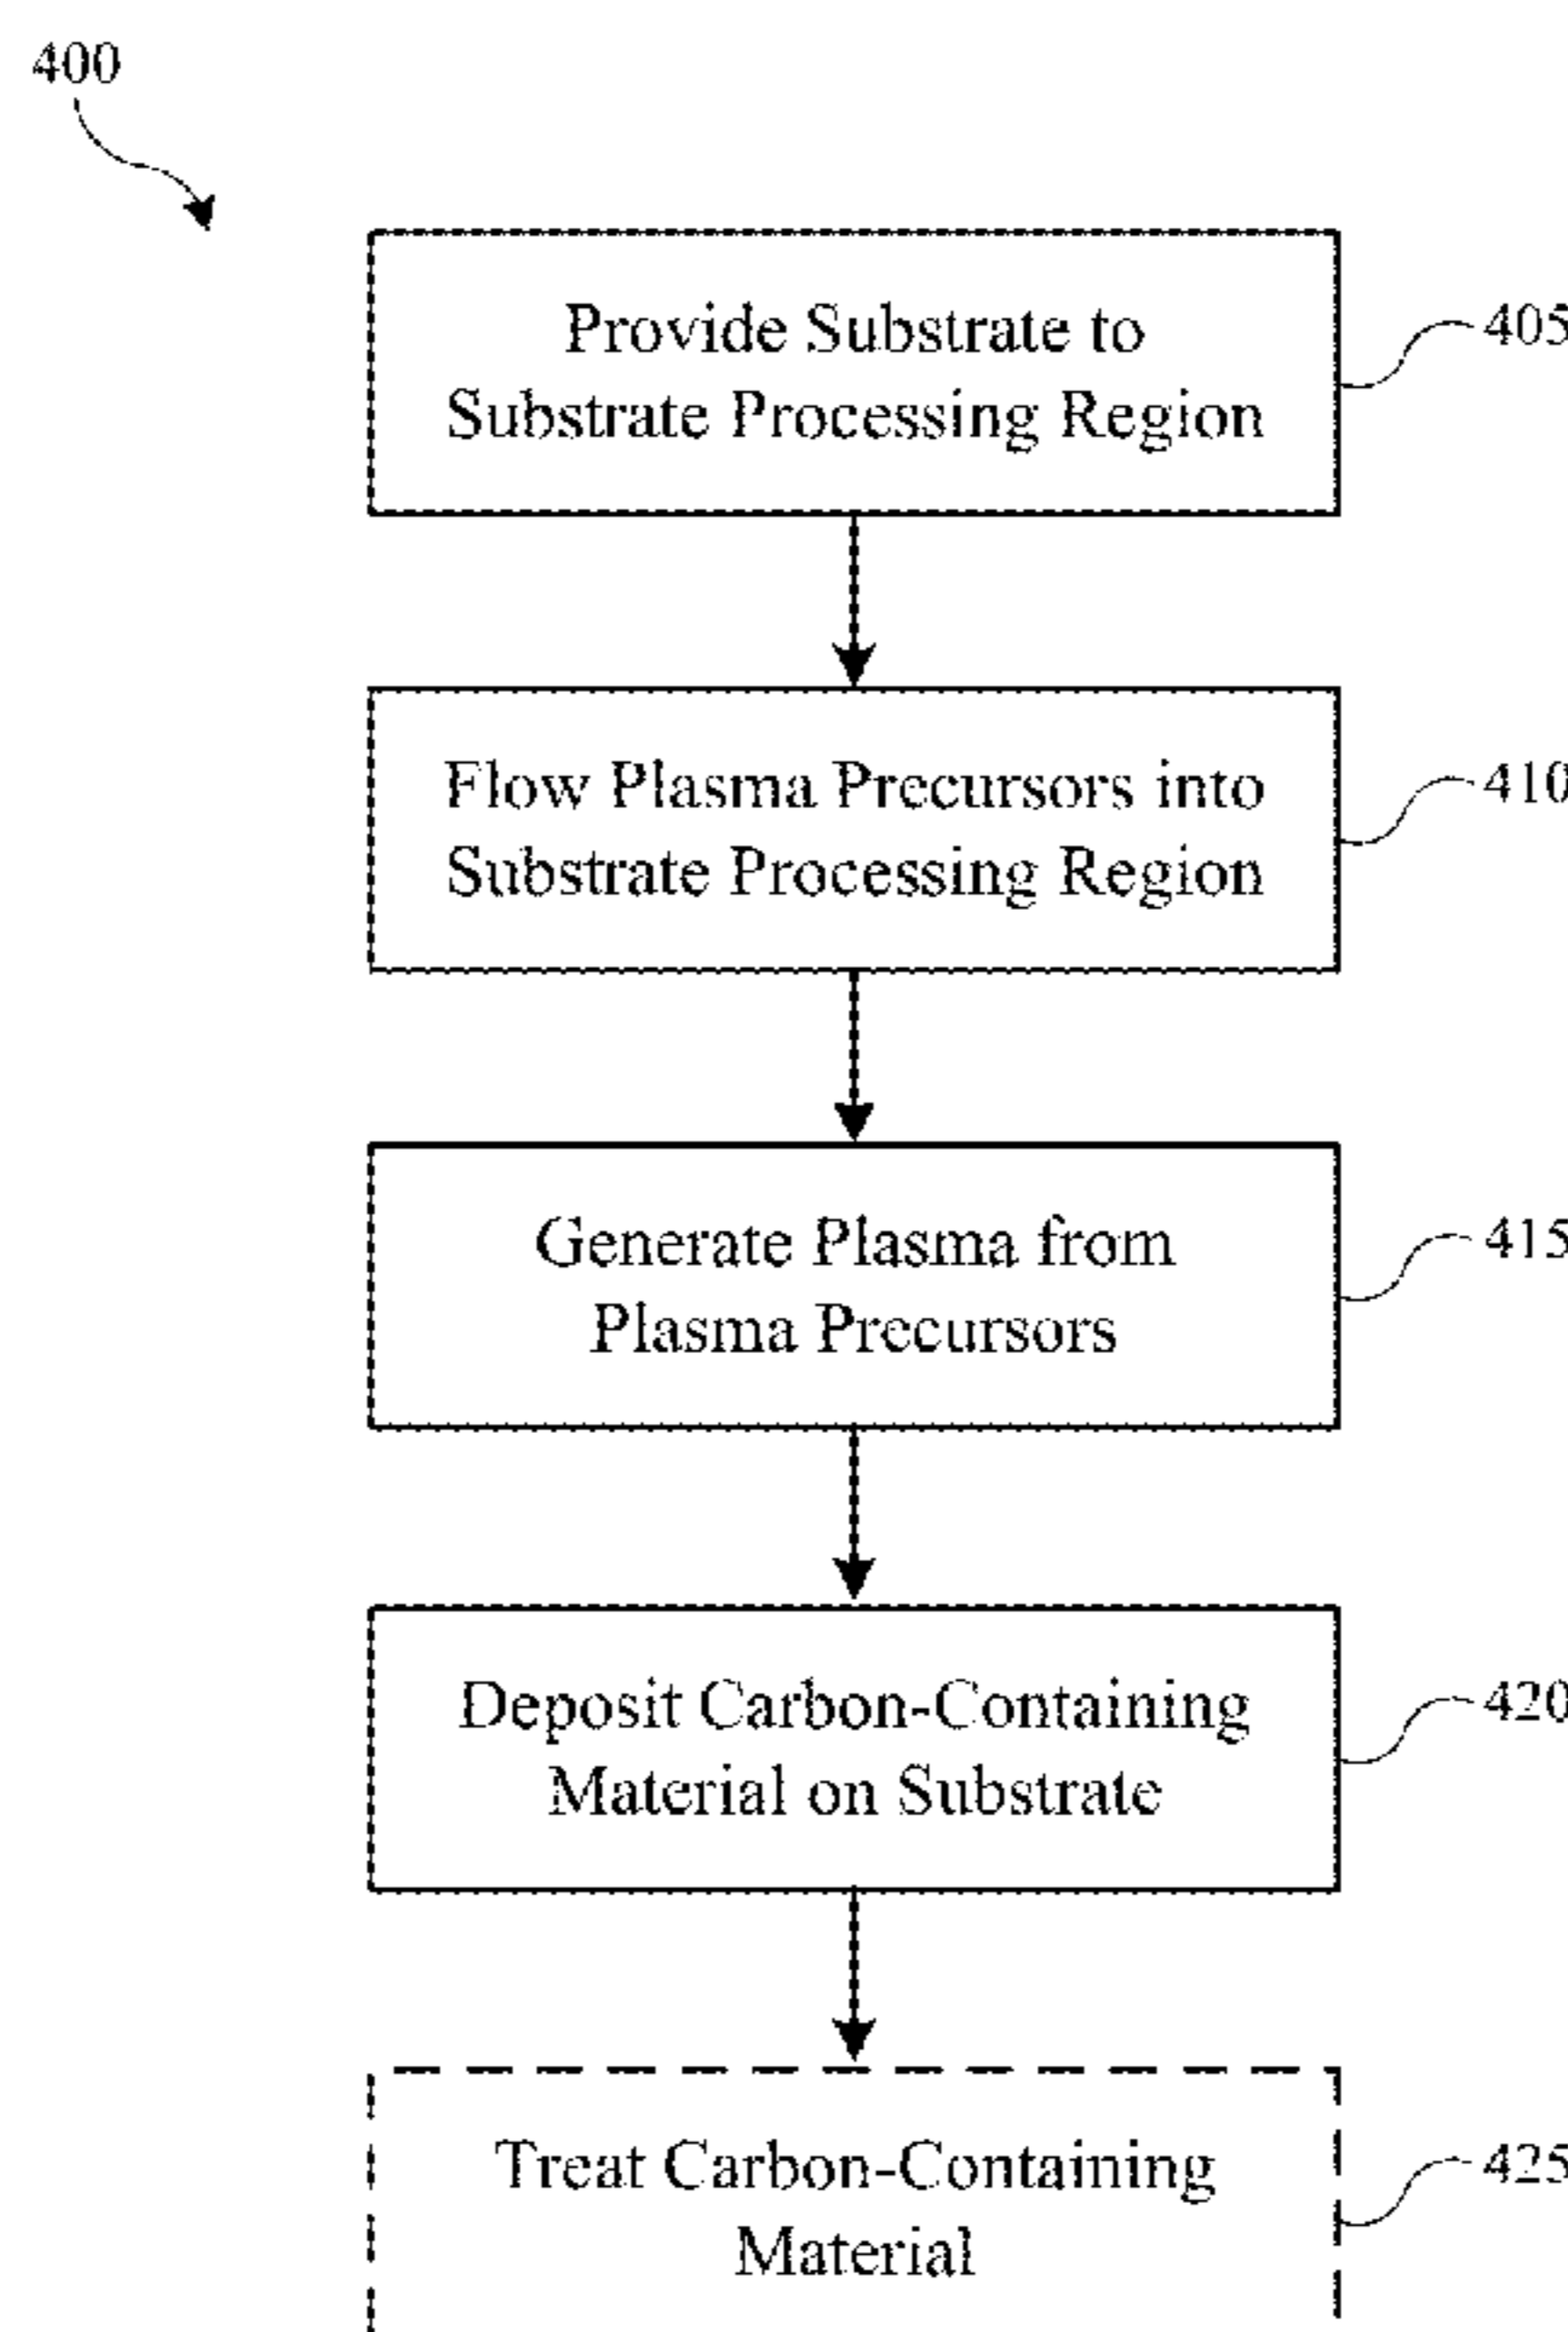 400
Provide Substrate to
Substrate Processing Region
405
Flow Plasma Precursors into
Substrate Processing Region
410
Generate Plasma from
Plasma Precursors
415
Deposit Carbon-Containing
Material on Substrate
420
Treat Carbon-Containing
Material
425